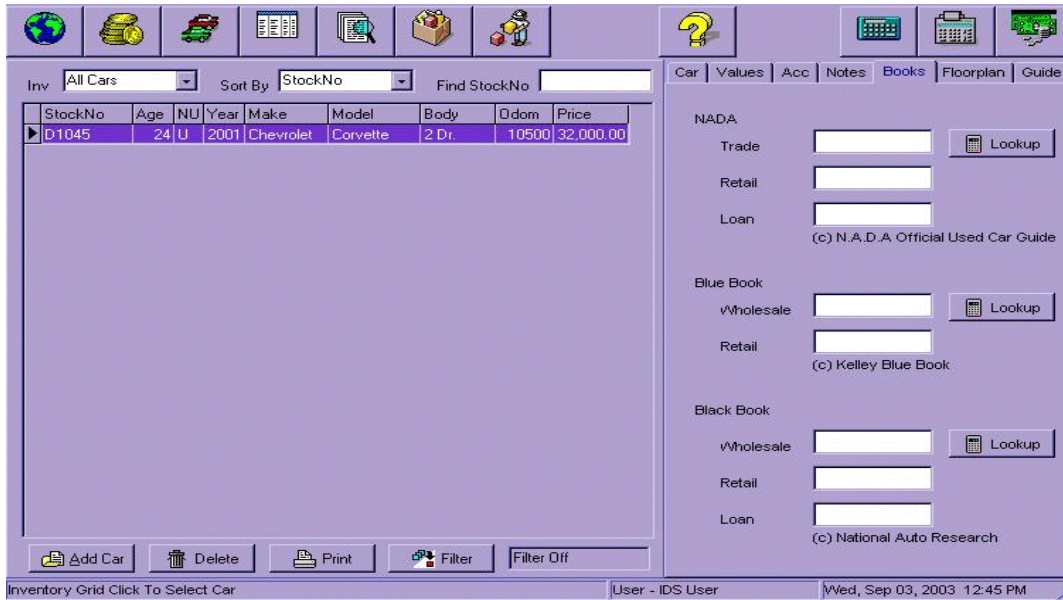 Inv All Cars Sort By StockNo Find StockNo
StockNo Age NU Year Make Model Body Odom Price
D1045 24 U 2001 Chevrolet Corvette 2 Dr. 10500 32,000.00
Add Car Delete Print Filter Filter Off
Car Values Acc Notes Books Floorplan Guide
NADA
Trade Lookup
Retail
Loan
(c) N.A.D.A Official Used Car Guide
Blue Book
Wholesale Lookup
Retail
(c) Kelley Blue Book
Black Book
Wholesale Lookup
Retail
Loan
(c) National Auto Research
Inventory Grid Click To Select Car User - IDS User Wed, Sep 03, 2003 12:45 PM